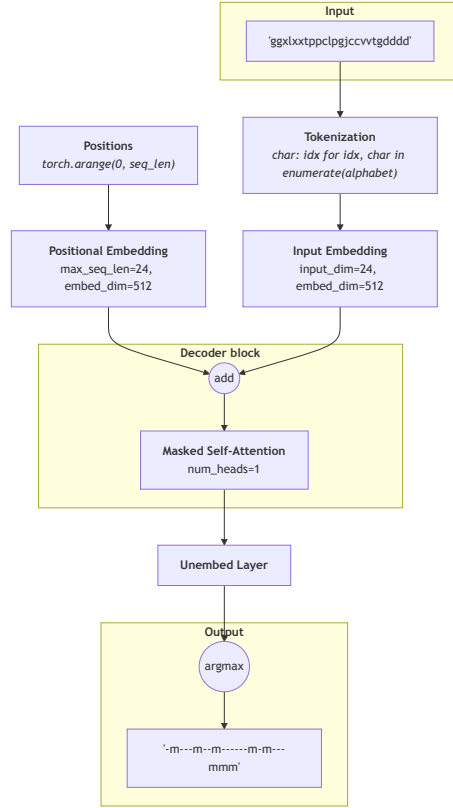 Input
'ggxlxxtppclpgjccvvtgdddd'
Tokenization
char: idx for idx, char in
enumerate(alphabet)
Positions
torch.arange(0, seq_len)
Positional Embedding
max_seq_len=24,
embed_dim=512
Input Embedding
input_dim=24,
embed_dim=512
Decoder block
add
Masked Self-Attention
num_heads=1
Unembed Layer
Output
argmax
'-m---m--m------m-m---
mmm'